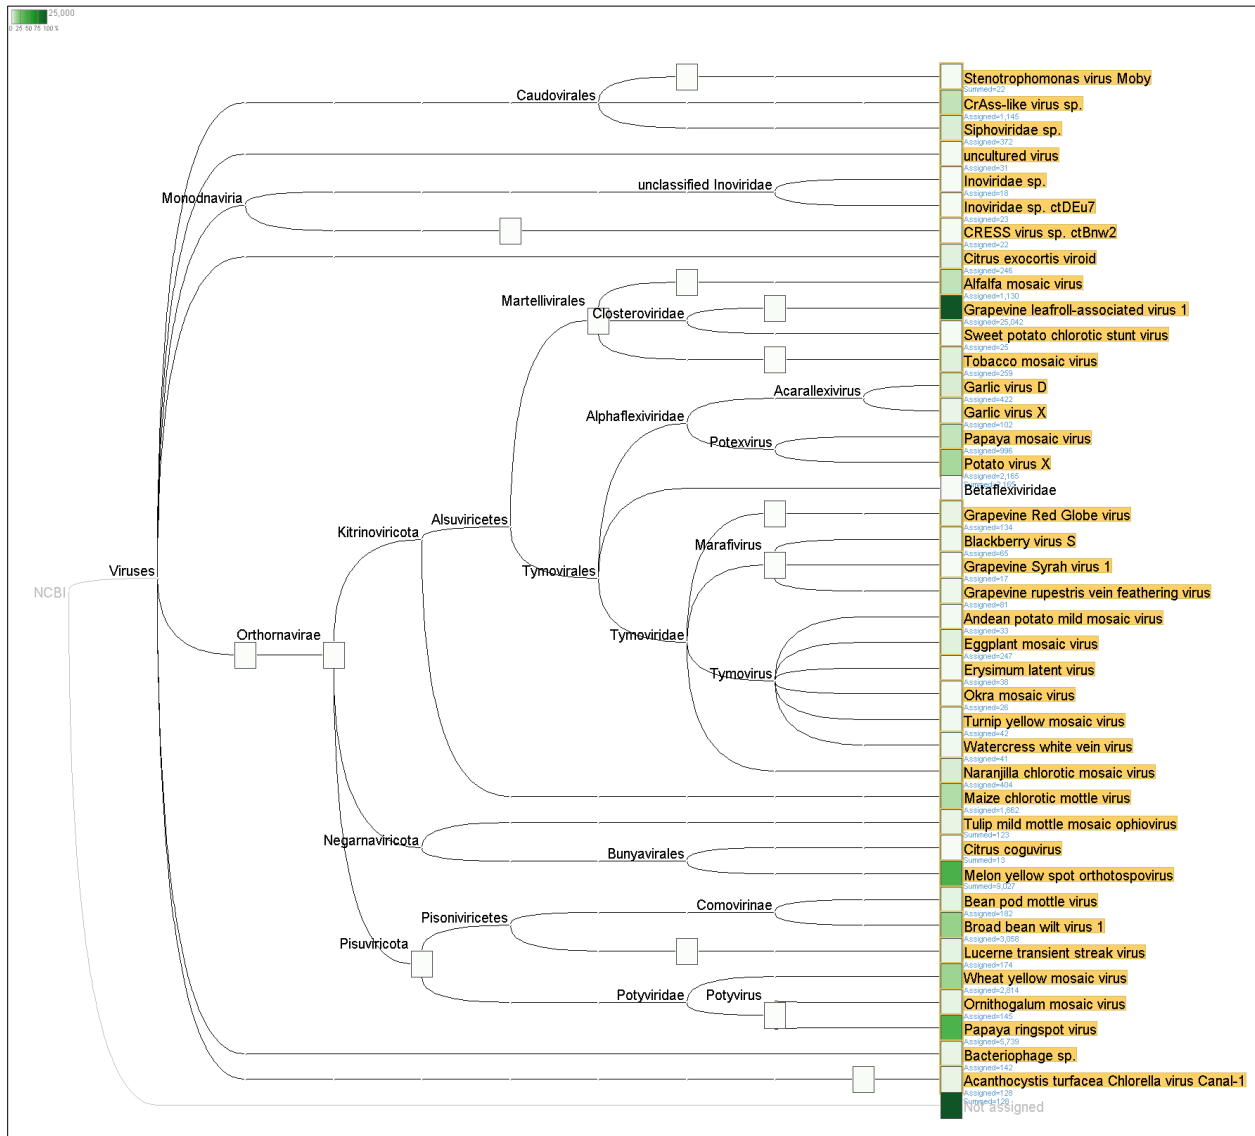 25,000
0 25 50 75 100 %
Stenotrophomonas virus Moby
Summed=22
Caudovirales
CrAss-like virus sp.
Assigned=1,145
Siphoviridae sp.
Assigned=372
uncultured virus
Assigned=31
unclassified Inoviridae
Inoviridae sp.
Assigned=18
Monodnaviria
Inoviridae sp. ctDEu7
Assigned=23
CRESS virus sp. ctBnw2
Assigned=22
Citrus exocortis viroid
Assigned=246
Alfalfa mosaic virus
Assigned=1,130
Martellivirales
Closteroviridae
Grapevine leafroll-associated virus 1
Assigned=25,042
Sweet potato chlorotic stunt virus
Assigned=25
Tobacco mosaic virus
Assigned=259
Acarallexivirus
Garlic virus D
Assigned=422
Alphaflexiviridae
Garlic virus X
Assigned=102
Potexvirus
Papaya mosaic virus
Assigned=996
Potato virus X
Assigned=2,165
Betaflexiviridae
Alsuviricetes
Grapevine Red Globe virus
Assigned=134
Kitrinoviricota
Marafivirus
Blackberry virus S
Assigned=65
Viruses
Tymovirales
Grapevine Syrah virus 1
Assigned=17
NCBI
Grapevine rupestris vein feathering virus
Assigned=81
Andean potato mild mosaic virus
Assigned=33
Orthornavirae
Tymoviridae
Eggplant mosaic virus
Assigned=247
Tymovirus
Erysimum latent virus
Assigned=38
Okra mosaic virus
Assigned=26
Turnip yellow mosaic virus
Assigned=42
Watercress white vein virus
Assigned=41
Naranjilla chlorotic mosaic virus
Assigned=404
Maize chlorotic mottle virus
Assigned=1,662
Tulip mild mottle mosaic ophiovirus
Summed=123
Negarnaviricota
Bunyavirales
Citrus coguvirus
Summed=13
Melon yellow spot orthotospovirus
Summed=9,027
Comovirinae
Bean pod mottle virus
Assigned=182
Pisoniviricetes
Broad bean wilt virus 1
Assigned=3,058
Pisuviricota
Lucerne transient streak virus
Assigned=174
Wheat yellow mosaic virus
Assigned=2,814
Potyviridae
Potyvirus
Ornithogalum mosaic virus
Assigned=145
Papaya ringspot virus
Assigned=5,739
Bacteriophage sp.
Assigned=142
Acanthocystis turfacea Chlorella virus Canal-1
Assigned=128
Summed=128
Not assigned